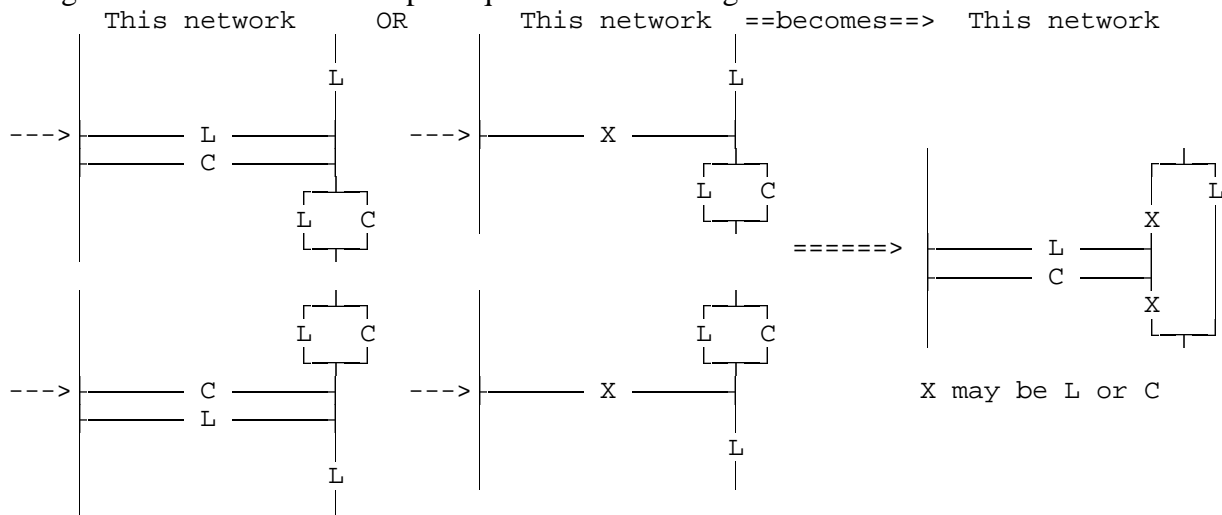 This network OR This network ==becomes==> This network
L L
---> L ---> X
C
L C L
L C X
======> L
C
L C L C X
---> C ---> X X may be L or C
L
L
L